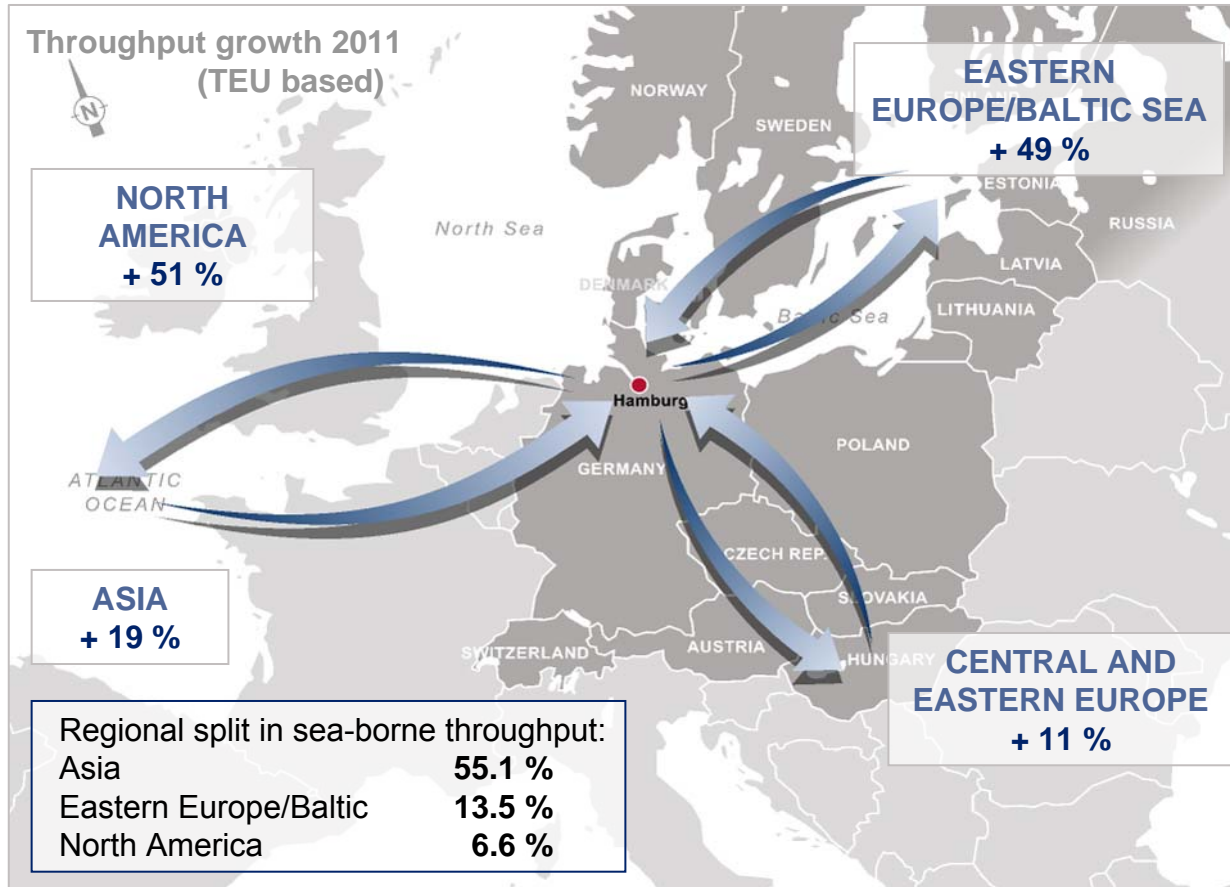 Throughput growth 2011
(TEU based)
N
EASTERN
EUROPE/BALTIC SEA
+ 49 %
FINLAND
NORWAY
SWEDEN
ESTONIA
RUSSIA
NORTH
AMERICA
+ 51 %
North Sea
LATVIA
DENMARK
LITHUANIA
Baltic Sea
Hamburg
POLAND
GERMANY
ATLANTIC
OCEAN
CZECH REP.
SLOVAKIA
ASIA
+ 19 %
AUSTRIA
SWITZERLAND
HUNGARY
CENTRAL AND
EASTERN EUROPE
+ 11 %
Regional split in sea-borne throughput:
Asia 55.1 %
Eastern Europe/Baltic 13.5 %
North America 6.6 %